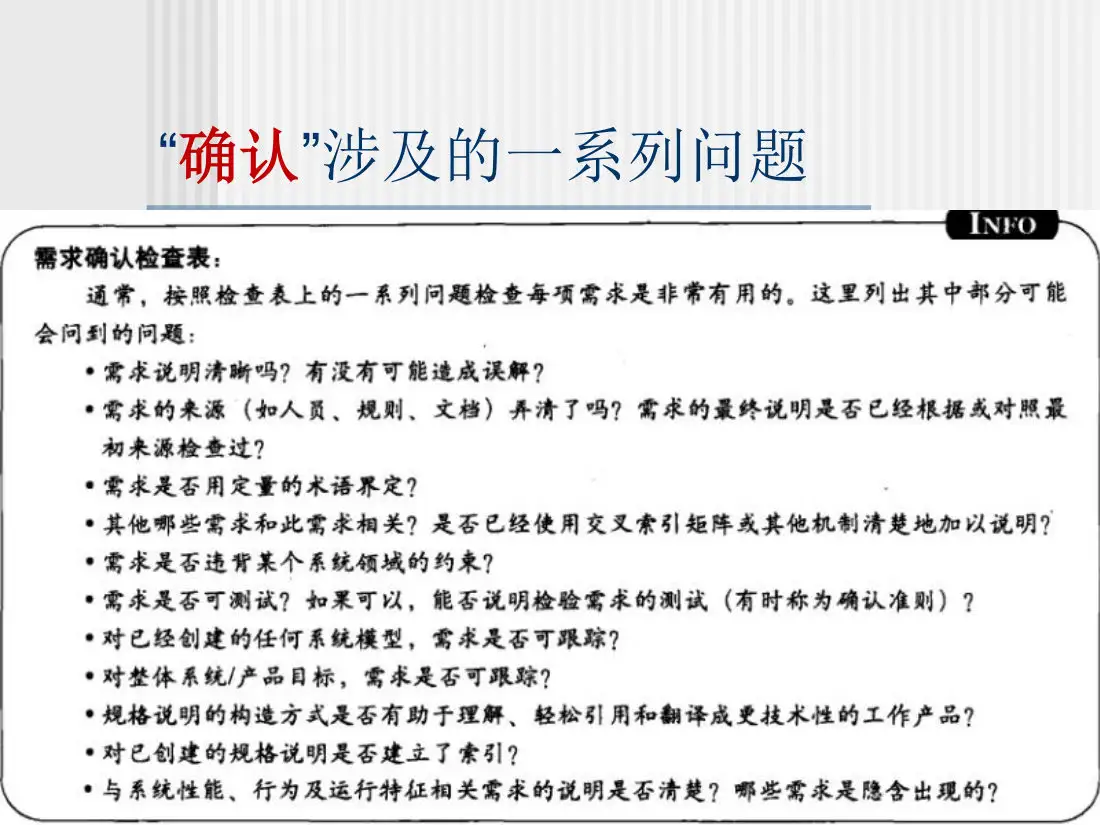 “确认”涉及的一系列问题
INFO
需求确认检查表：
通常，按照检查表上的一系列问题检查每项需求是非常有用的。这里列出其中部分可能
会问到的问题：
• 需求说明清晰吗？有没有可能造成误解？
• 需求的来源（如人员、规则、文档）弄清了吗？需求的最终说明是否已经根据或对照最
初来源检查过？
• 需求是否用定量的术语界定？
• 其他哪些需求和此需求相关？是否已经使用交叉索引矩阵或其他机制清楚地加以说明？
• 需求是否违背某个系统领域的约束？
• 需求是否可测试？如果可以，能否说明检验需求的测试（有时称为确认准则）？
• 对已经创建的任何系统模型，需求是否可跟踪？
• 对整体系统/产品目标，需求是否可跟踪？
• 规格说明的构造方式是否有助于理解、轻松引用和翻译成更技术性的工作产品？
• 对已创建的规格说明是否建立了索引？
• 与系统性能、行为及运行特征相关需求的说明是否清楚？哪些需求是隐含出现的？